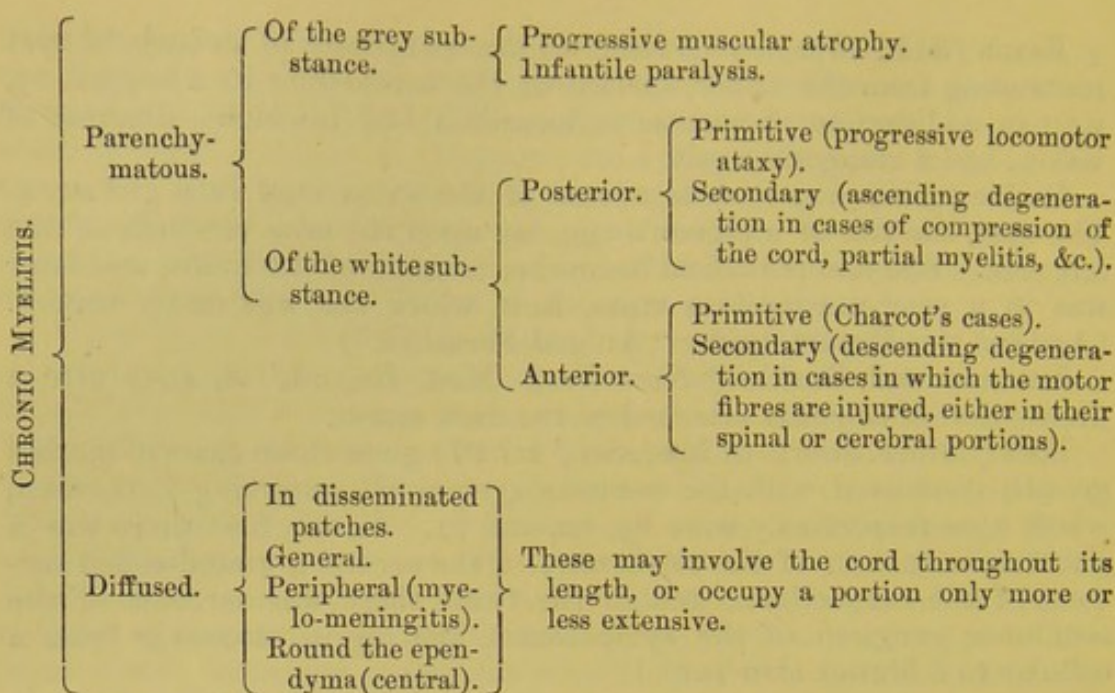 CHRONIC MYELITIS.
Parenchy-
matous.
Of the grey sub-
stance.
Progressive muscular atrophy.
Infantile paralysis.
Of the white sub-
stance.
Posterior.
Primitive (progressive locomotor
ataxy).
Secondary (ascending degenera-
tion in cases of compression of
the cord, partial myelitis, &c.).
Anterior.
Primitive (Charcot's cases).
Secondary (descending degenera-
tion in cases in which the motor
fibres are injured, either in their
spinal or cerebral portions).
Diffused.
In disseminated
patches.
General.
Peripheral (mye-
lo-meningitis).
Round the epen-
dyma (central).
These may involve the cord throughout its
length, or occupy a portion only more or
less extensive.